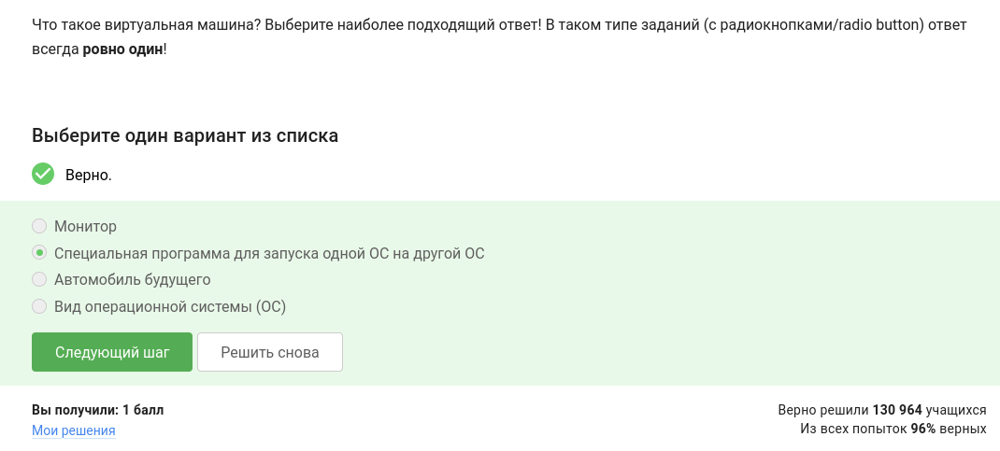 Что такое виртуальная машина? Выберите наиболее подходящий ответ! В таком типе заданий (с радиокнопками/radio button) ответ
всегда ровно один!
Выберите один вариант из списка
Верно.
Монитор
Специальная программа для запуска одной ОС на другой ОС
Автомобиль будущего
Вид операционной системы (ОС)
Следующий шаг
Решить снова
Вы получили: 1 балл
Мои решения
Верно решили 130 964 учащихся
Из всех попыток 96% верных